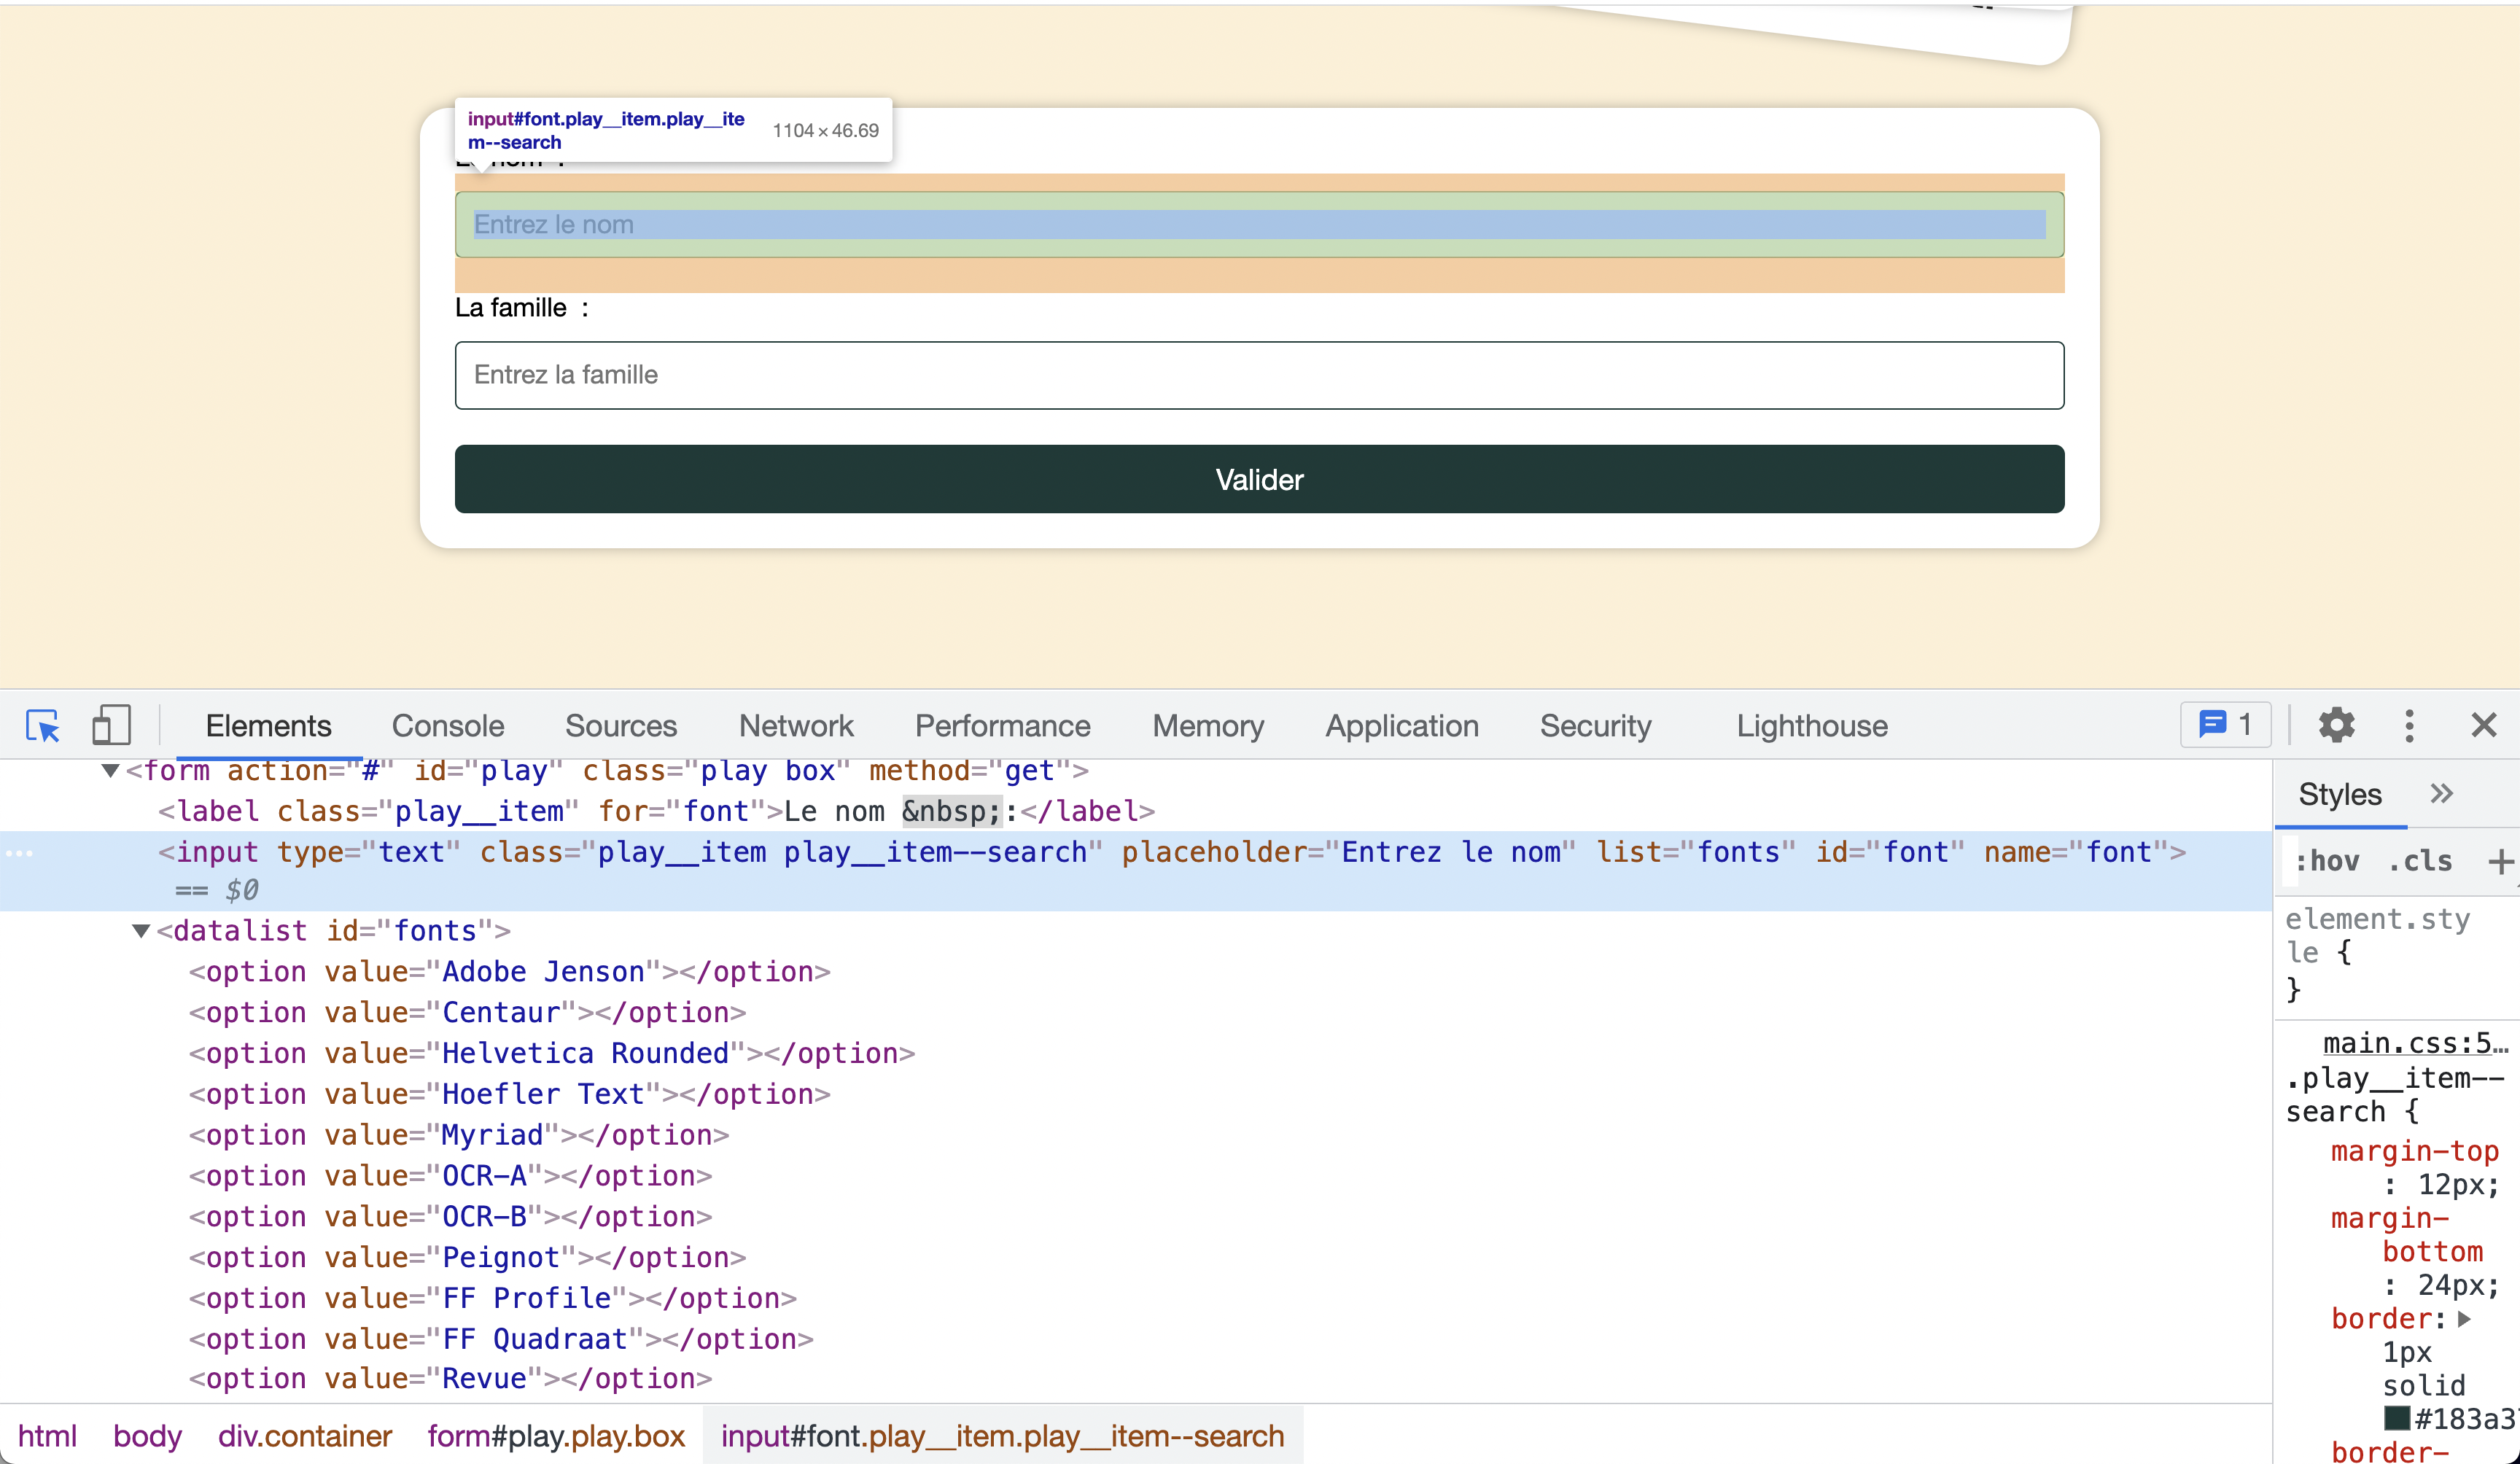 input#font.play__item.play__ite
m--search
1104 × 46.69
nom :
Entrez le nom
La famille :
Entrez la famille
Valider
Elements Console Sources Network Performance Memory Application Security Lighthouse 1
<form action="#" id="play" class="play box" method="get">
<label class="play__item" for="font">Le nom &nbsp;:</label>
<input type="text" class="play__item play__item--search" placeholder="Entrez le nom" list="fonts" id="font" name="font">
== $0
<datalist id="fonts">
<option value="Adobe Jenson"></option>
<option value="Centaur"></option>
<option value="Helvetica Rounded"></option>
<option value="Hoefler Text"></option>
<option value="Myriad"></option>
<option value="OCR-A"></option>
<option value="OCR-B"></option>
<option value="Peignot"></option>
<option value="FF Profile"></option>
<option value="FF Quadraat"></option>
<option value="Revue"></option>
html body div.container form#play.play.box input#font.play__item.play__item--search
Styles
:hov .cls +
element.sty
le {
}
main.css:5…
.play__item--
search {
margin-top
: 12px;
margin-
bottom
: 24px;
border:
1px
solid
#183a3
border-